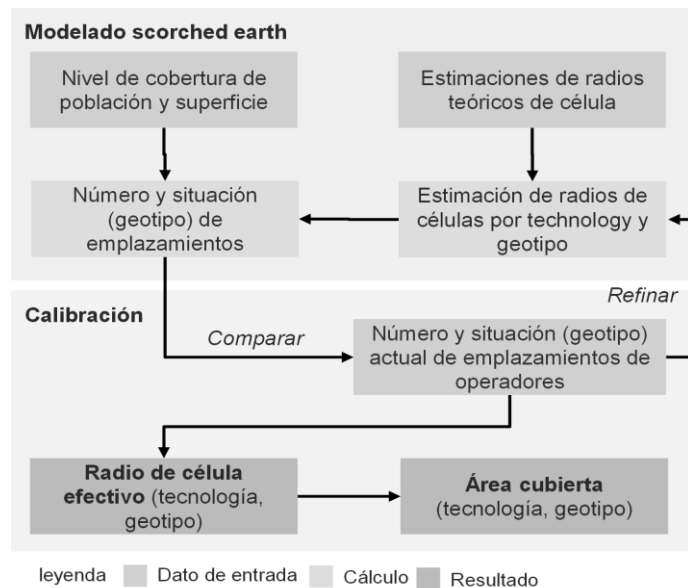 Modelado scorched earth
Nivel de cobertura de
población y superficie
Estimaciones de radios
teóricos de célula
Número y situación
(geotipo) de
emplazamientos
Estimación de radios de
células por technology y
geotipo
Refinar
Calibración
Comparar
Número y situación (geotipo)
actual de emplazamientos de
operadores
Radio de célula
efectivo (tecnología,
geotipo)
Área cubierta
(tecnología, geotipo)
leyenda Dato de entrada Cálculo Resultado